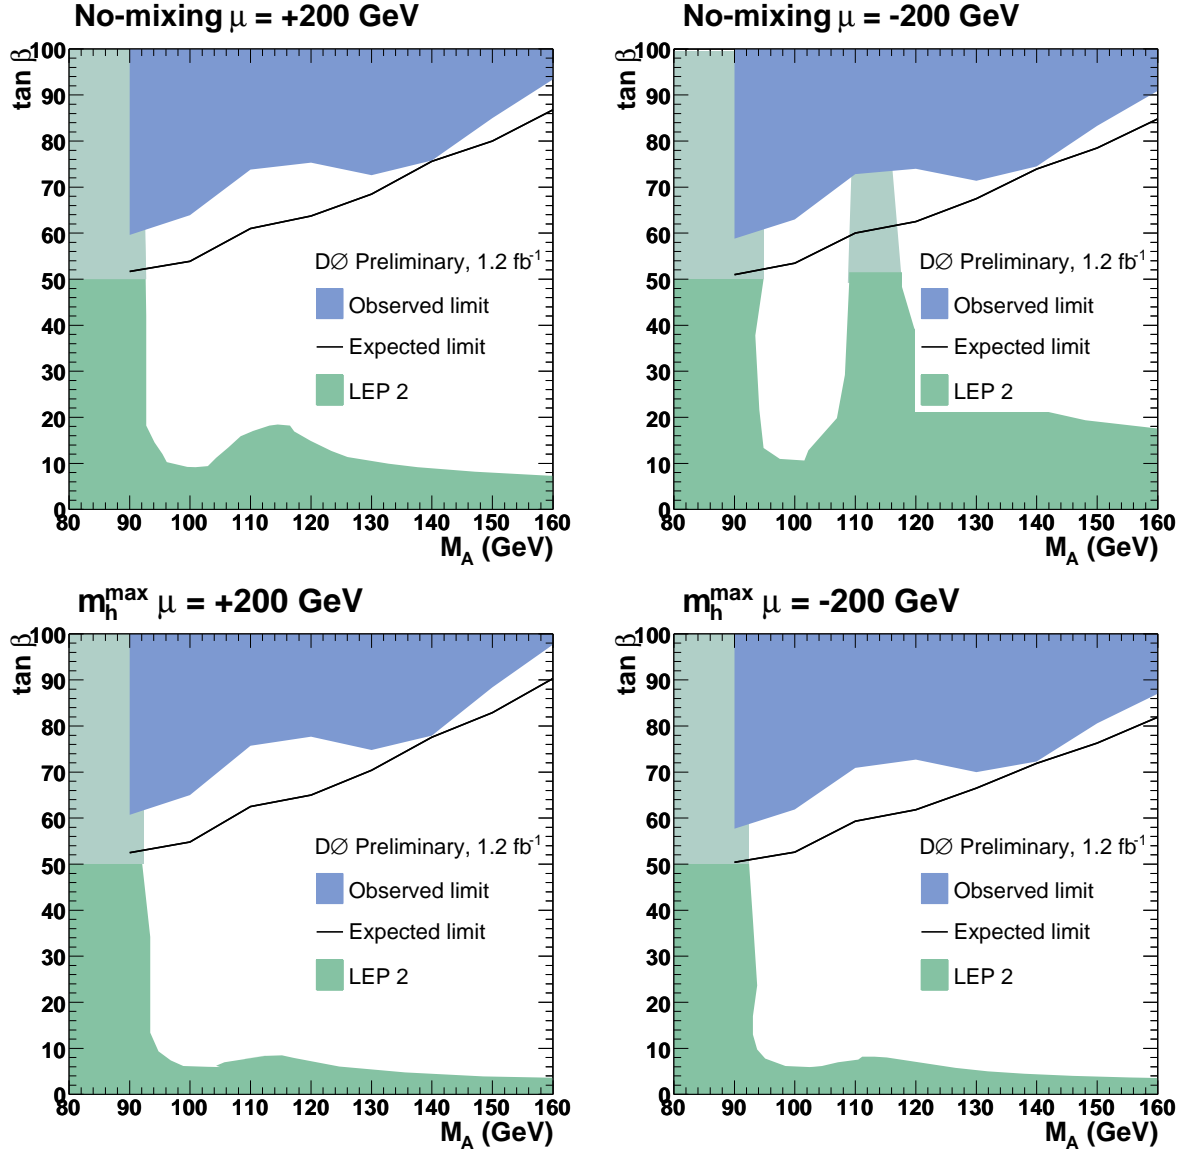 No-mixing μ = +200 GeV
tan β
100
90
80
70
60
50
40
30
20
10
0
DØ Preliminary, 1.2 fb-1
Observed limit
Expected limit
LEP 2
80 90 100 110 120 130 140 150 160
M_A (GeV)
No-mixing μ = -200 GeV
tan β
100
90
80
70
60
50
40
30
20
10
0
DØ Preliminary, 1.2 fb-1
Observed limit
Expected limit
LEP 2
80 90 100 110 120 130 140 150 160
M_A (GeV)
m_h^max μ = +200 GeV
tan β
100
90
80
70
60
50
40
30
20
10
0
DØ Preliminary, 1.2 fb-1
Observed limit
Expected limit
LEP 2
80 90 100 110 120 130 140 150 160
M_A (GeV)
m_h^max μ = -200 GeV
tan β
100
90
80
70
60
50
40
30
20
10
0
DØ Preliminary, 1.2 fb-1
Observed limit
Expected limit
LEP 2
80 90 100 110 120 130 140 150 160
M_A (GeV)